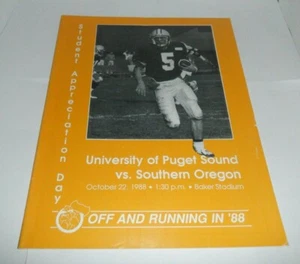 Student Appreciation Day
5
University of Puget Sound
vs. Southern Oregon
October 22, 1988 • 1:30 p.m. • Baker Stadium
OFF AND RUNNING IN '88